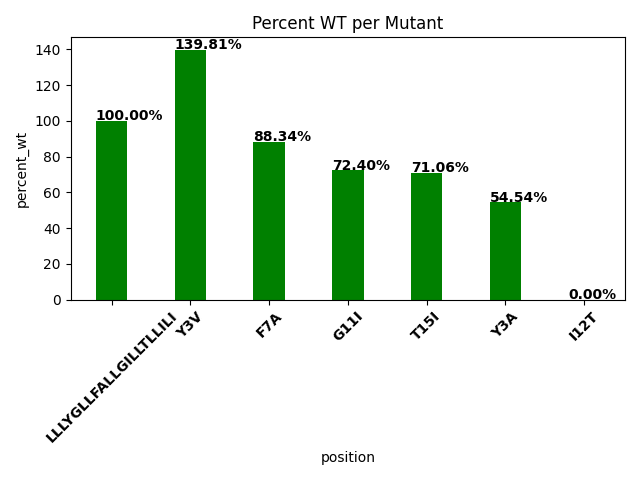 Percent WT per Mutant
percent_wt
140
120
100
80
60
40
20
0
100.00%
139.81%
88.34%
72.40%
71.06%
54.54%
0.00%
LLLYGLLFALLGILLTLLILI
Y3V
F7A
G11I
T15I
Y3A
I12T
position